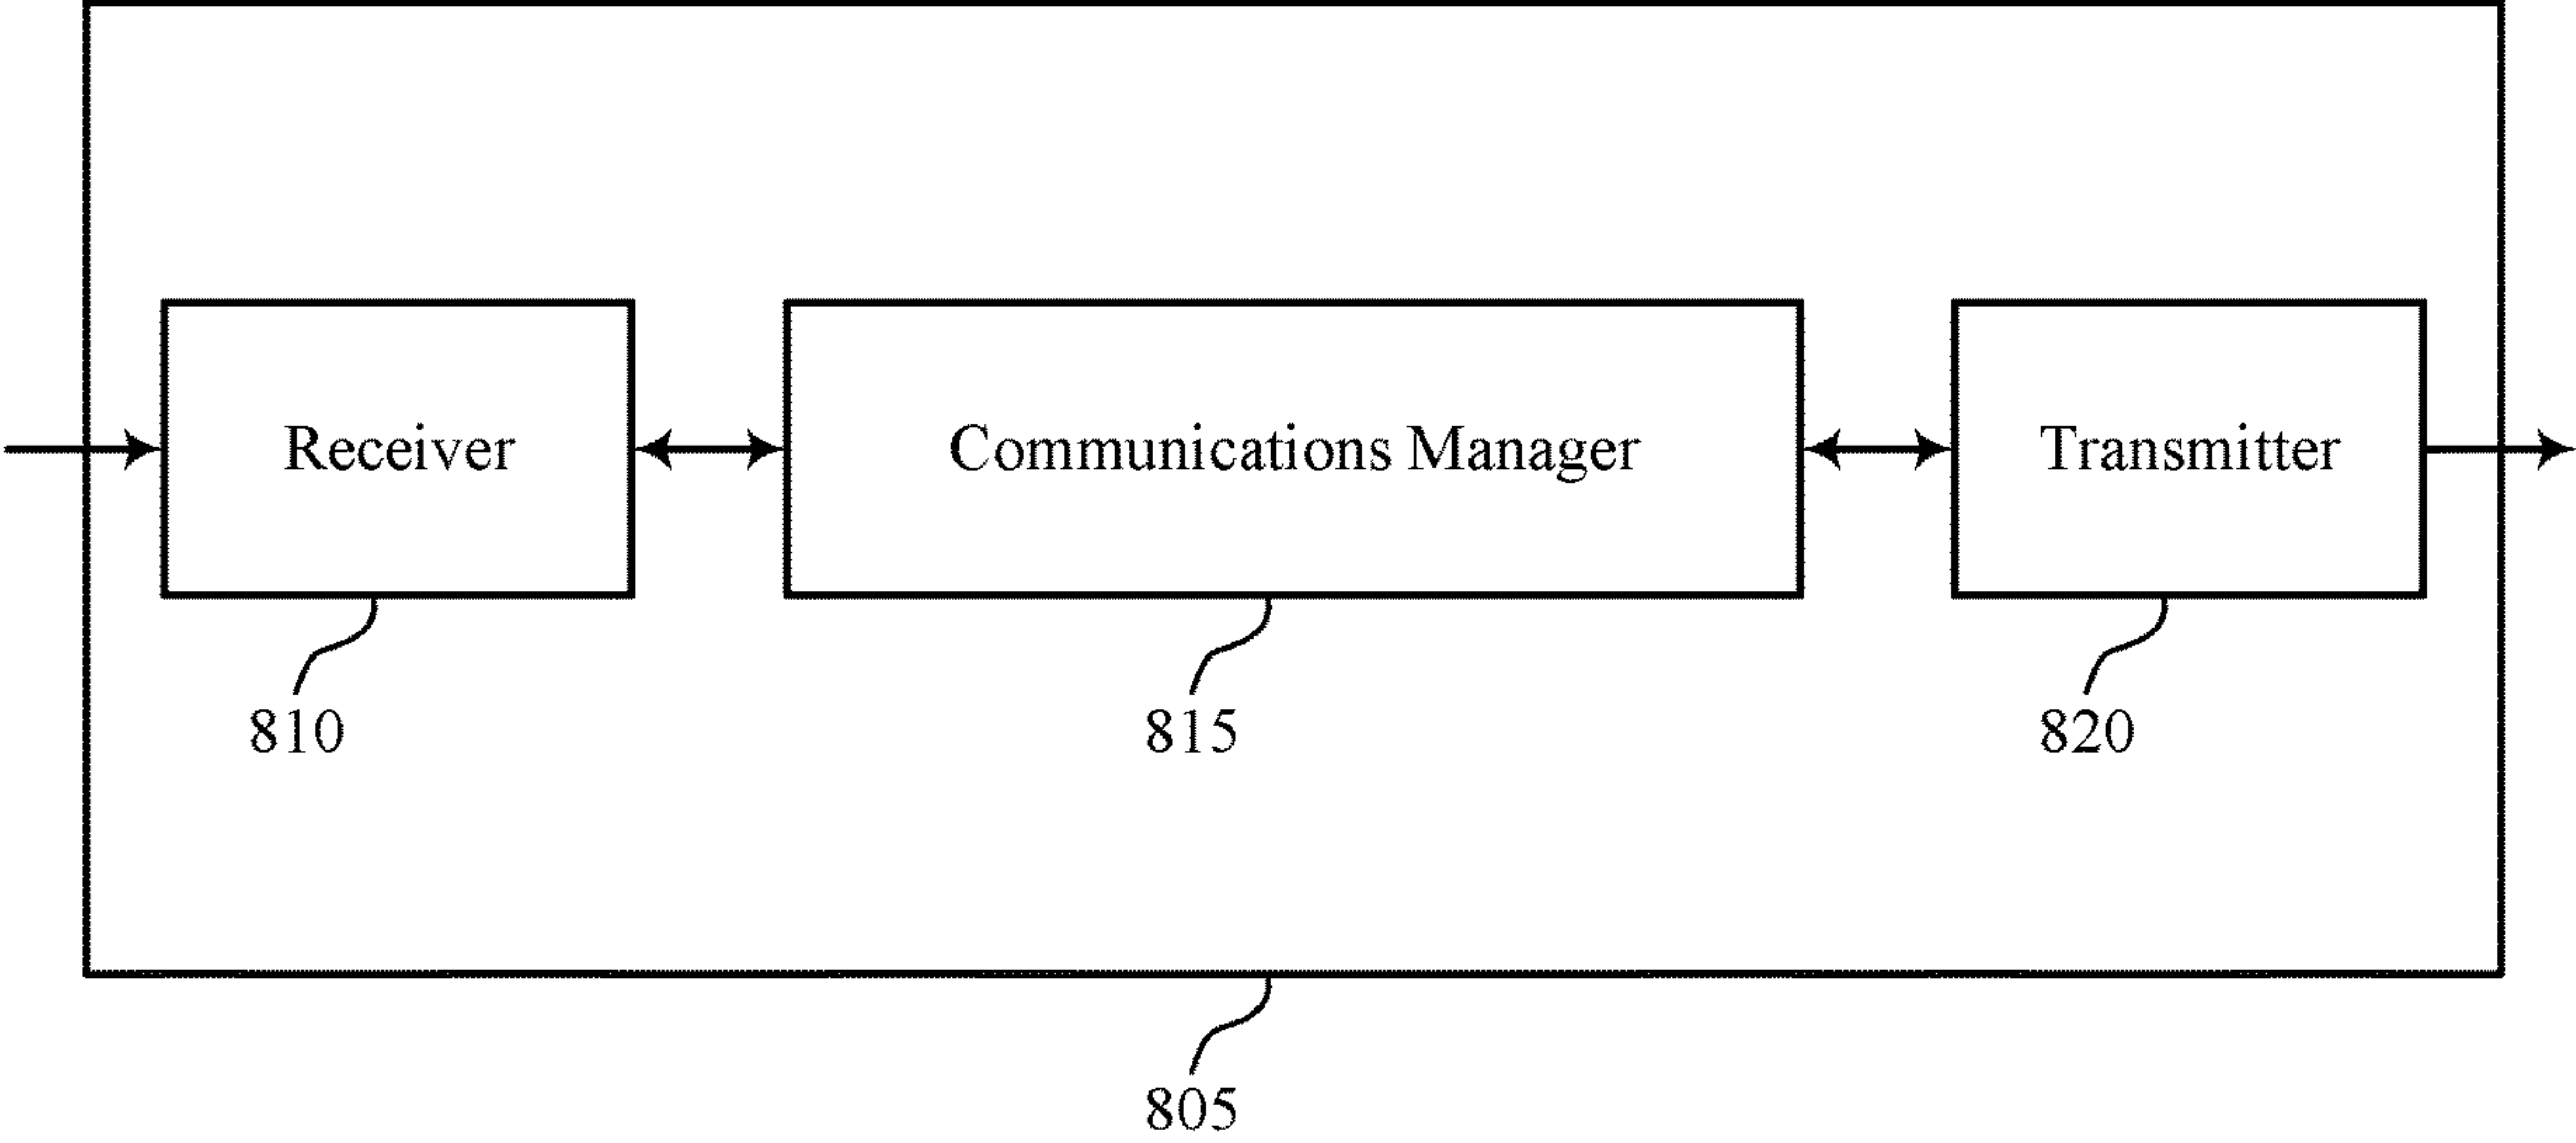 Receiver
Communications Manager
Transmitter
810
815
820
805